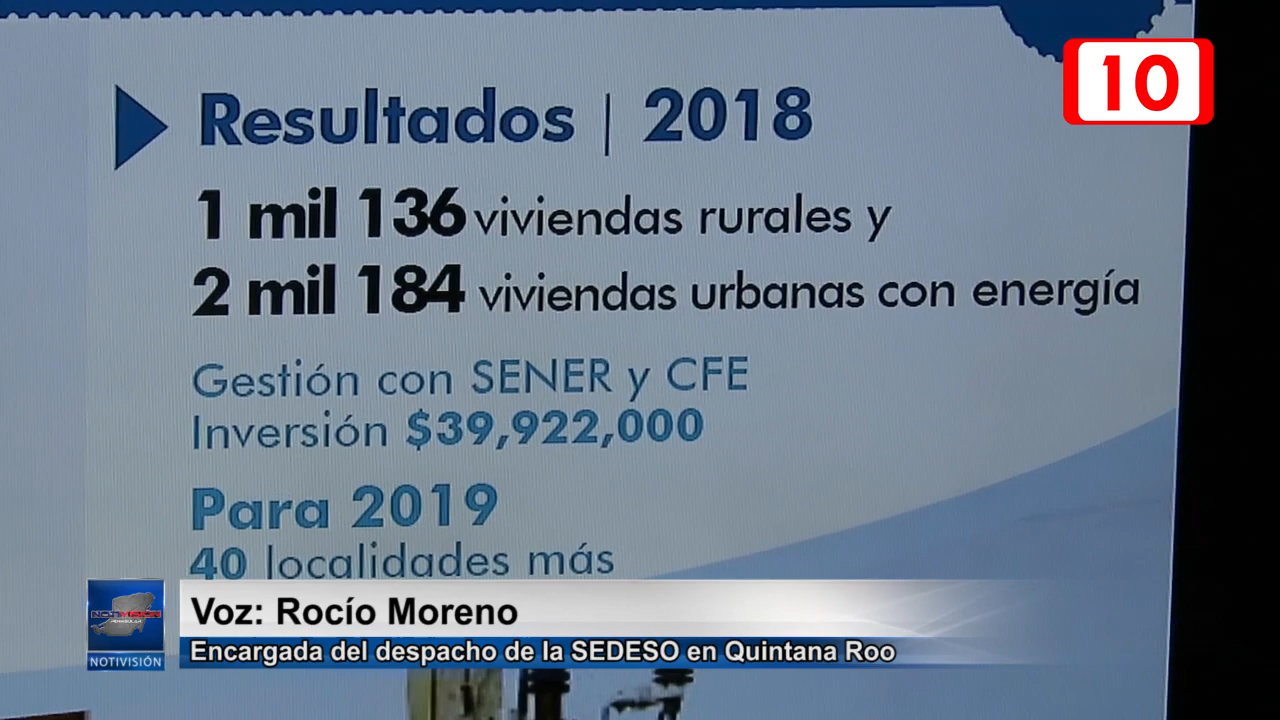 10
Resultados | 2018
1 mil 136 viviendas rurales y
2 mil 184 viviendas urbanas con energía
Gestión con SENER y CFE
Inversión $39,922,000
Para 2019
40 localidades más
Voz: Rocío Moreno
Encargada del despacho de la SEDESO en Quintana Roo
NOTIVISIÓN
PENINSULAR
NOTIVISIÓN